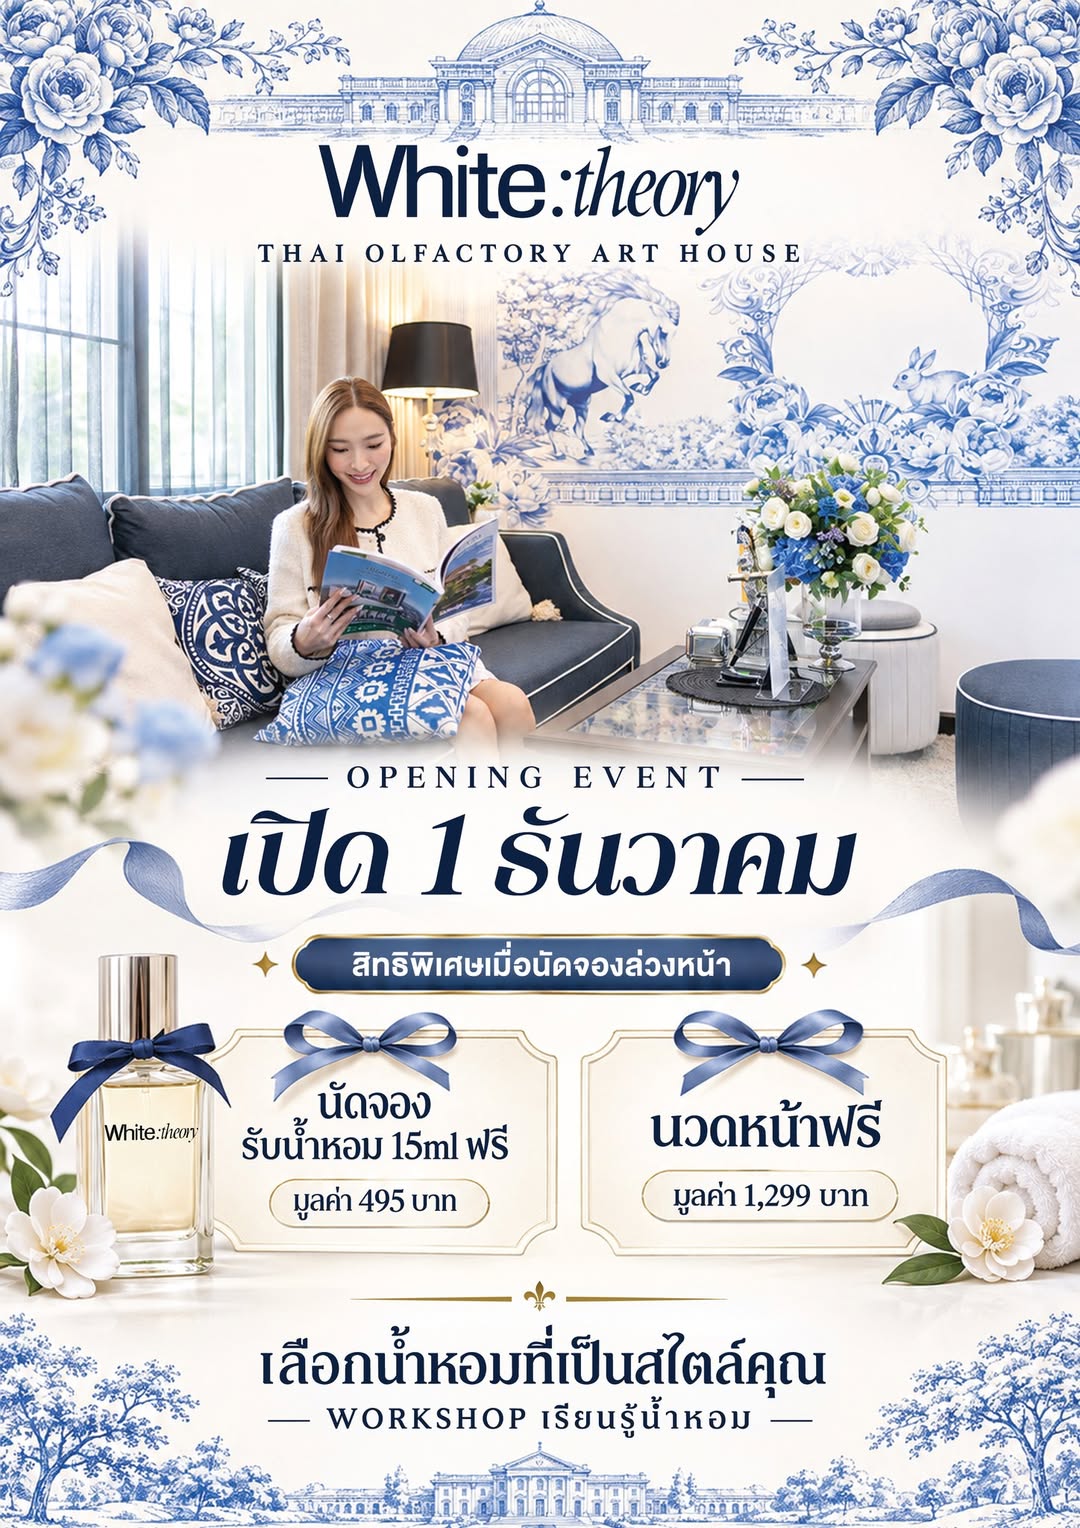 White:theory
THAI OLFACTORY ART HOUSE
OPENING EVENT
เปิด 1 ธันวาคม
สิทธิพิเศษเมื่อนัดจองล่วงหน้า
นัดจอง
รับน้ำหอม 15ml ฟรี
มูลค่า 495 บาท
นวดหน้าฟรี
มูลค่า 1,299 บาท
White:theory
เลือกน้ำหอมที่เป็นสไตล์คุณ
WORKSHOP เรียนรู้น้ำหอม